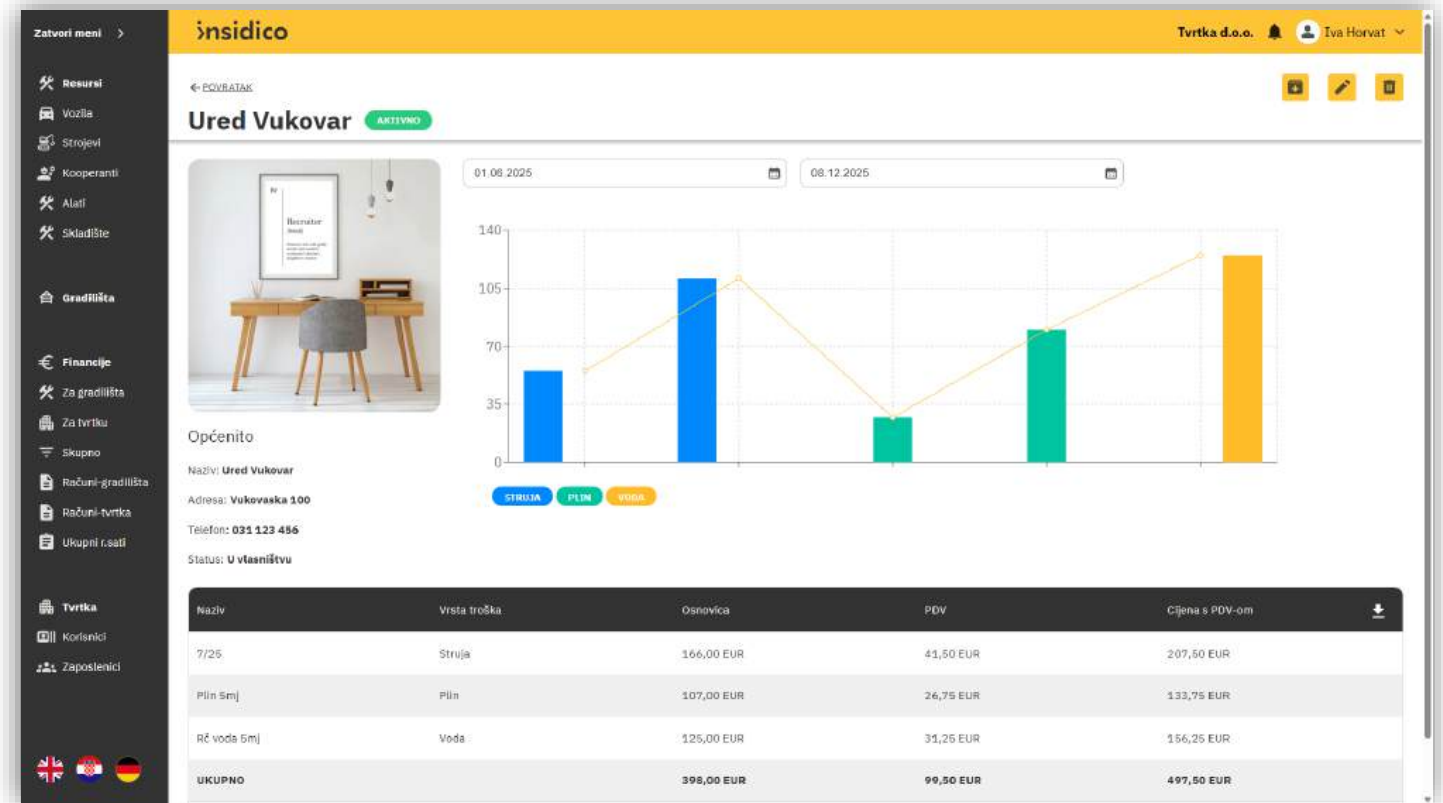 Zatvori meni >
Resursi
Vozila
Strojevi
Kooperanti
Alati
Skladište
Gradilišta
Financije
Za gradilišta
Za tvrtku
Skupno
Računi-gradilišta
Računi-tvrtka
Ukupni r.sati
Tvrtka
Korisnici
Zaposlenici
insidico
Tvrtka d.o.o. Iva Horvat
POVRATAK
Ured Vukovar AKTIVNO
Recruiter
01.06.2025 08.12.2025
140
105
70
35
0
STRUJA PLIN VODA
Općenito
Naziv: Ured Vukovar
Adresa: Vukovaska 100
Telefon: 031 123 456
Status: U vlasništvu
Naziv Vrsta troška Osnovica PDV Cijena s PDV-om
7/25 Struja 166,00 EUR 41,50 EUR 207,50 EUR
Plin 5mj Plin 107,00 EUR 26,75 EUR 133,75 EUR
Rč voda 5mj Voda 125,00 EUR 31,25 EUR 156,25 EUR
UKUPNO 398,00 EUR 99,50 EUR 497,50 EUR